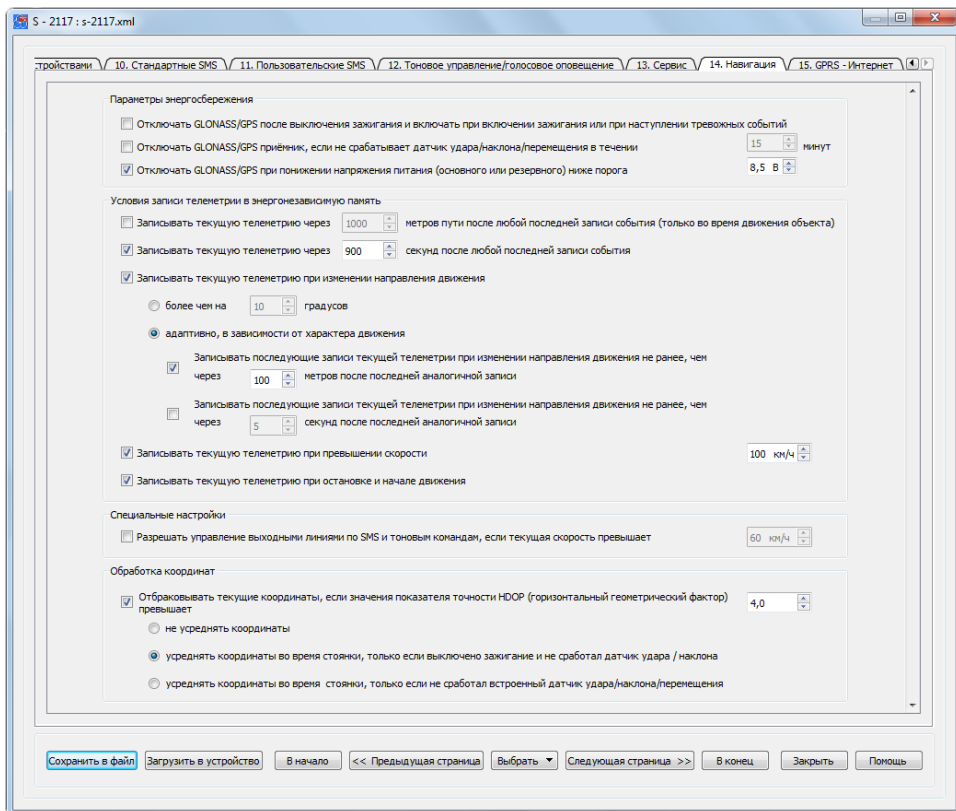 S - 2117 : s-2117.xml
тройствами 10. Стандартные SMS 11. Пользовательские SMS 12. Тоновое управление/голосовое оповещение 13. Сервис 14. Навигация 15. GPRS - Интернет
Параметры энергосбережения
Отключать GLONASS/GPS после выключения зажигания и включать при включении зажигания или при наступлении тревожных событий
Отключать GLONASS/GPS приёмник, если не срабатывает датчик удара/наклона/перемещения в течении 15 минут
Отключать GLONASS/GPS при понижении напряжения питания (основного или резервного) ниже порога 8,5 В
Условия записи телеметрии в энергонезависимую память
Записывать текущую телеметрию через 1000 метров пути после любой последней записи события (только во время движения объекта)
Записывать текущую телеметрию через 900 секунд после любой последней записи события
Записывать текущую телеметрию при изменении направления движения
более чем на 10 градусов
адаптивно, в зависимости от характера движения
Записывать последующие записи текущей телеметрии при изменении направления движения не ранее, чем
через 100 метров после последней аналогичной записи
Записывать последующие записи текущей телеметрии при изменении направления движения не ранее, чем
через 5 секунд после последней аналогичной записи
Записывать текущую телеметрию при превышении скорости 100 км/ч
Записывать текущую телеметрию при остановке и начале движения
Специальные настройки
Разрешать управление выходными линиями по SMS и тоновым командам, если текущая скорость превышает 60 км/ч
Обработка координат
Отбраковывать текущие координаты, если значения показателя точности HDOP (горизонтальный геометрический фактор) 4,0
превышает
не усреднять координаты
усреднять координаты во время стоянки, только если выключено зажигание и не сработал датчик удара / наклона
усреднять координаты во время стоянки, только если не сработал встроенный датчик удара/наклона/перемещения
Сохранить в файл Загрузить в устройство В начало << Предыдущая страница Выбрать Следующая страница >> В конец Закрыть Помощь